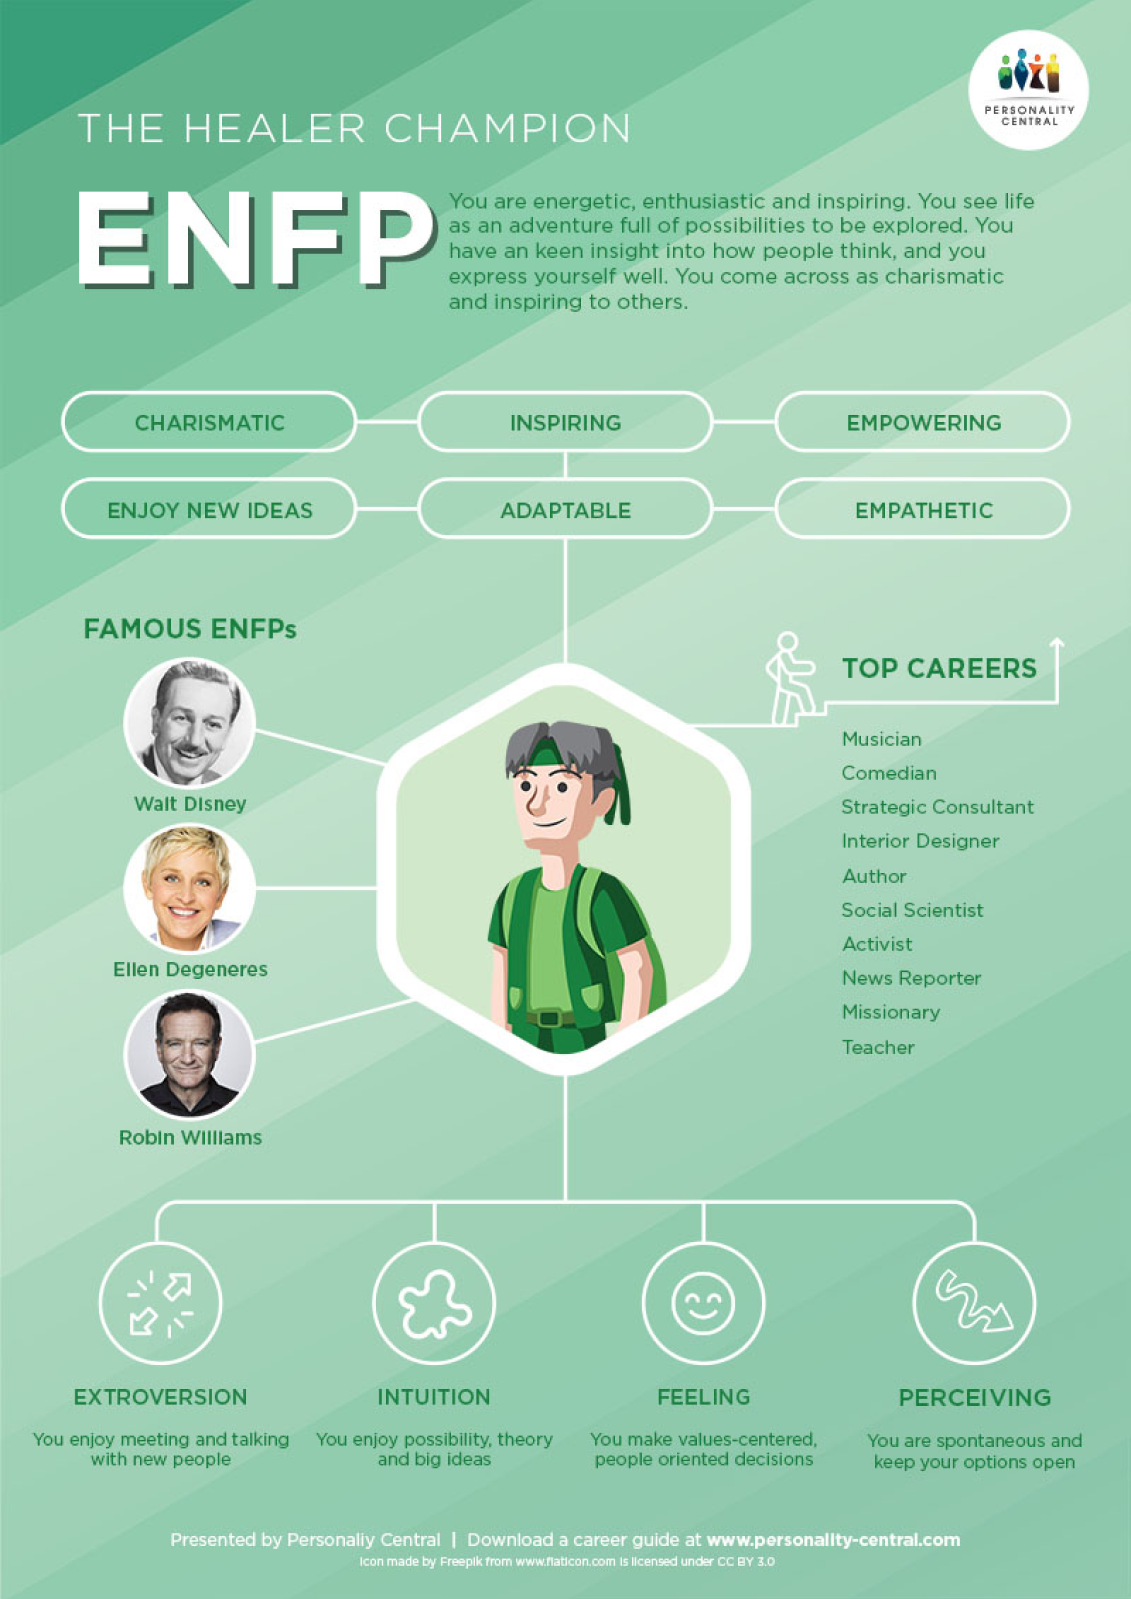 PERSONALITY
CENTRAL
THE HEALER CHAMPION
ENFP
You are energetic, enthusiastic and inspiring. You see life
as an adventure full of possibilities to be explored. You
have an keen insight into how people think, and you
express yourself well. You come across as charismatic
and inspiring to others.
CHARISMATIC
INSPIRING
EMPOWERING
ENJOY NEW IDEAS
ADAPTABLE
EMPATHETIC
FAMOUS ENFPs
Walt Disney
Ellen Degeneres
Robin Williams
TOP CAREERS
Musician
Comedian
Strategic Consultant
Interior Designer
Author
Social Scientist
Activist
News Reporter
Missionary
Teacher
EXTROVERSION
You enjoy meeting and talking
with new people
INTUITION
You enjoy possibility, theory
and big ideas
FEELING
You make values-centered,
people oriented decisions
PERCEIVING
You are spontaneous and
keep your options open
Presented by Personaliy Central | Download a career guide at www.personality-central.com
Icon made by Freepik from www.flaticon.com is licensed under CC BY 3.0